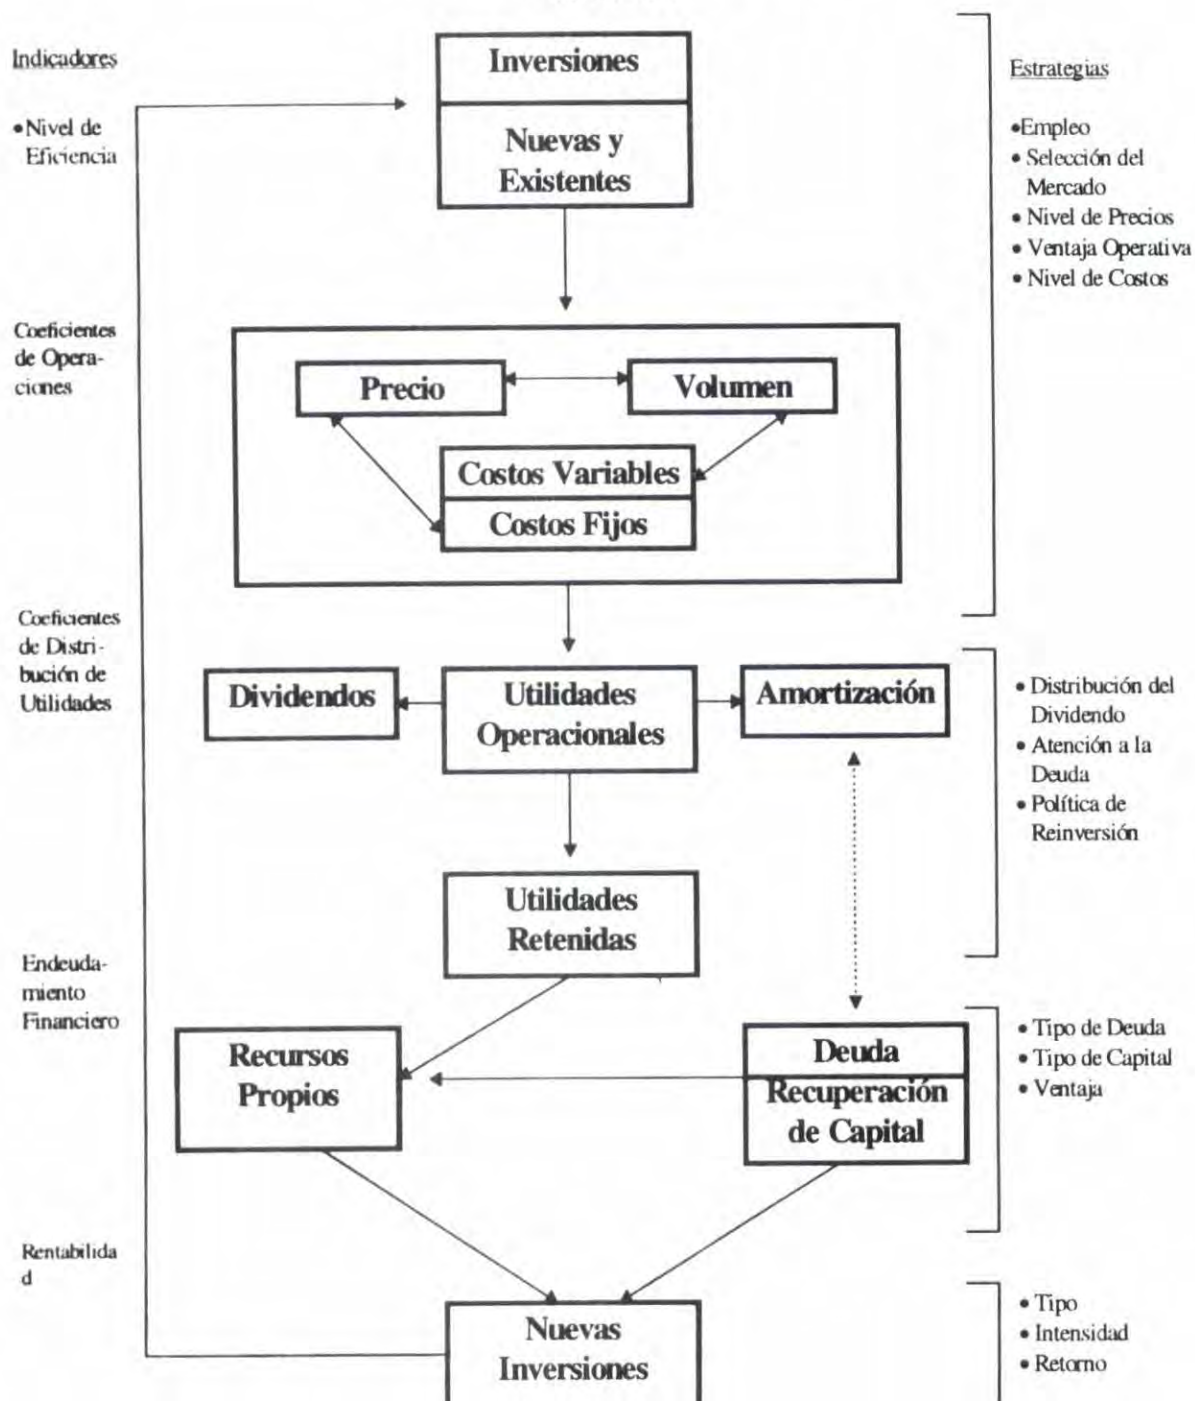 Indicadores
•Nivel de
Eficiencia
Inversiones
Nuevas y
Existentes
Estrategias
•Empleo
• Selección del
Mercado
• Nivel de Precios
• Ventaja Operativa
• Nivel de Costos
Coeficientes
de Opera-
ciones
Precio
Volumen
Costos Variables
Costos Fijos
Coeficientes
de Distri-
bución de
Utilidades
Dividendos
Utilidades
Operacionales
Amortización
• Distribución del
Dividendo
• Atención a la
Deuda
• Política de
Reinversión
Utilidades
Retenidas
Endeuda-
miento
Financiero
Recursos
Propios
Deuda
Recuperación
de Capital
• Tipo de Deuda
• Tipo de Capital
• Ventaja
Rentabilida
d
Nuevas
Inversiones
• Tipo
• Intensidad
• Retorno